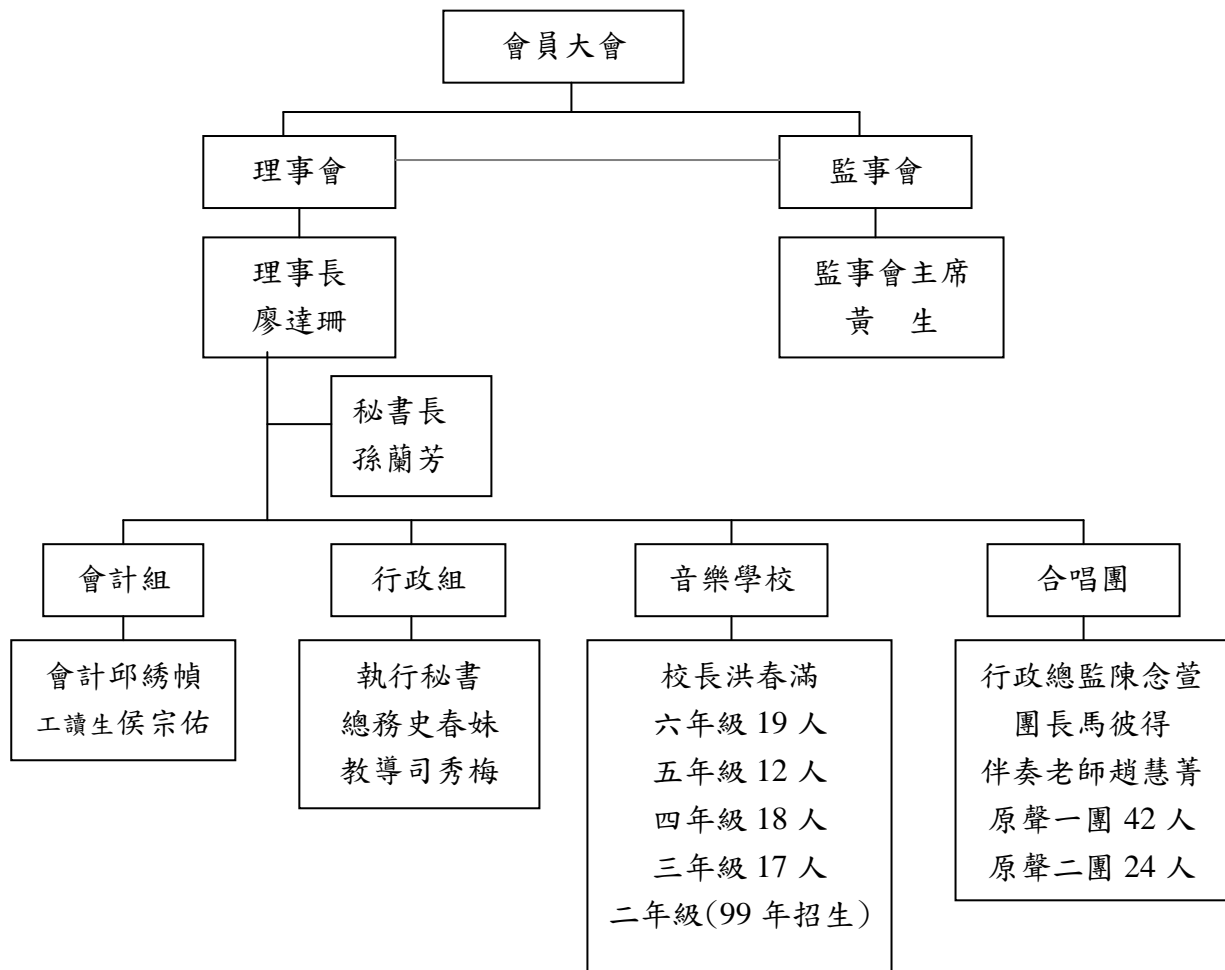 會員大會
理事會
監事會
理事長
廖達珊
監事會主席
黃　生
秘書長
孫蘭芳
會計組
行政組
音樂學校
合唱團
會計邱綉幀
工讀生侯宗佑
執行秘書
總務史春妹
教導司秀梅
校長洪春滿
六年級 19 人
五年級 12 人
四年級 18 人
三年級 17 人
二年級(99 年招生)
行政總監陳念萱
團長馬彼得
伴奏老師趙慧菁
原聲一團 42 人
原聲二團 24 人